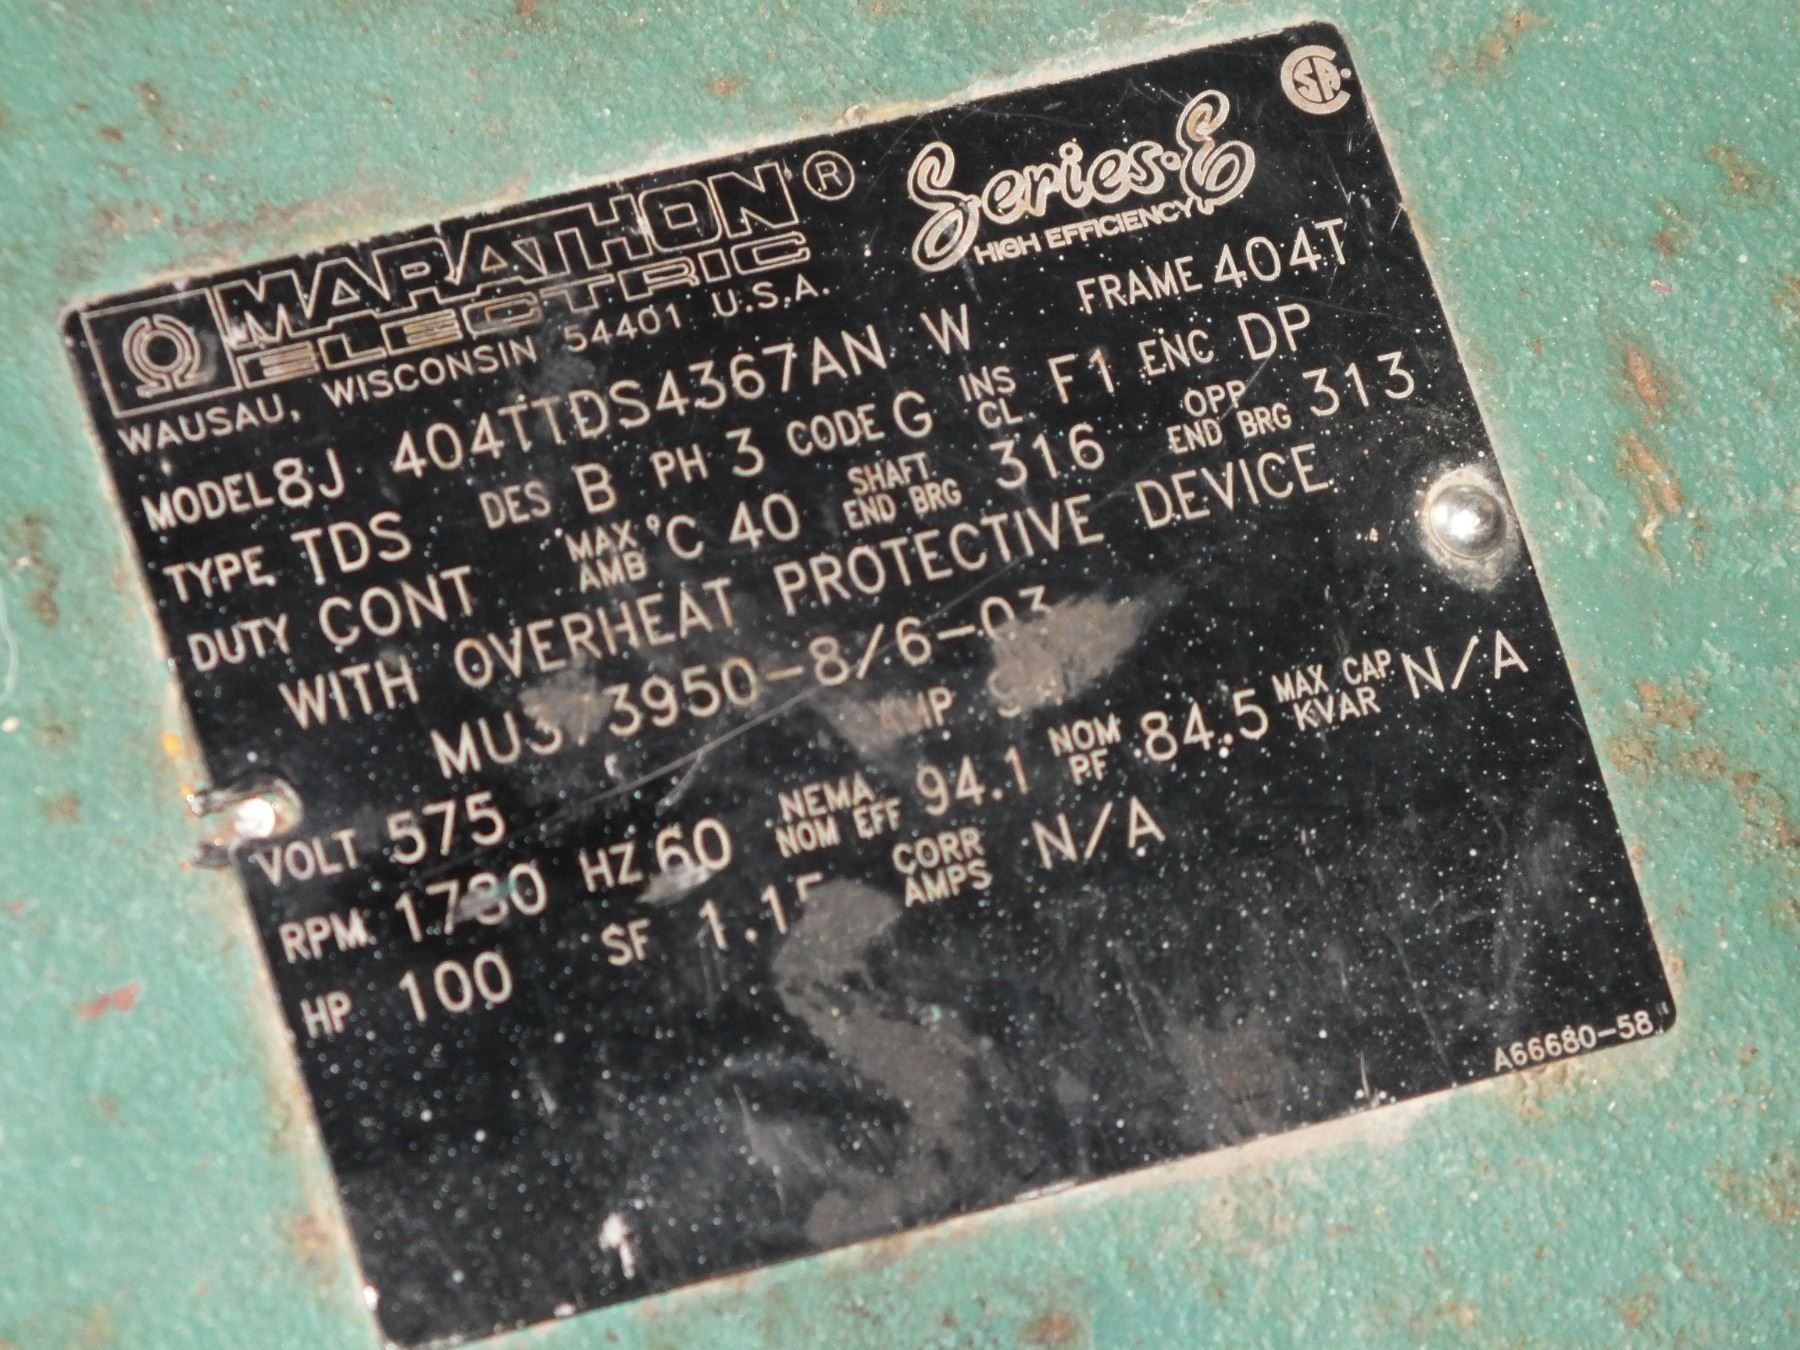 MARATHON ®
ELECTRIC
WAUSAU, WISCONSIN 54401 U.S.A.
Series·E
HIGH EFFICIENCY
CSA
MODEL 8J 404TTDS4367AN W FRAME 404T
TYPE TDS DES B PH 3 CODE G INS CL F1 ENC DP
DUTY CONT MAX AMB °C 40 SHAFT END BRG 316 OPP END BRG 313
WITH OVERHEAT PROTECTIVE DEVICE
VOLT 575 AMP
RPM HZ 60 NEMA NOM EFF 94.1 NOM PF 84.5 MAX CAP KVAR N/A
HP 100 SF CORR AMPS N/A
A66680-58